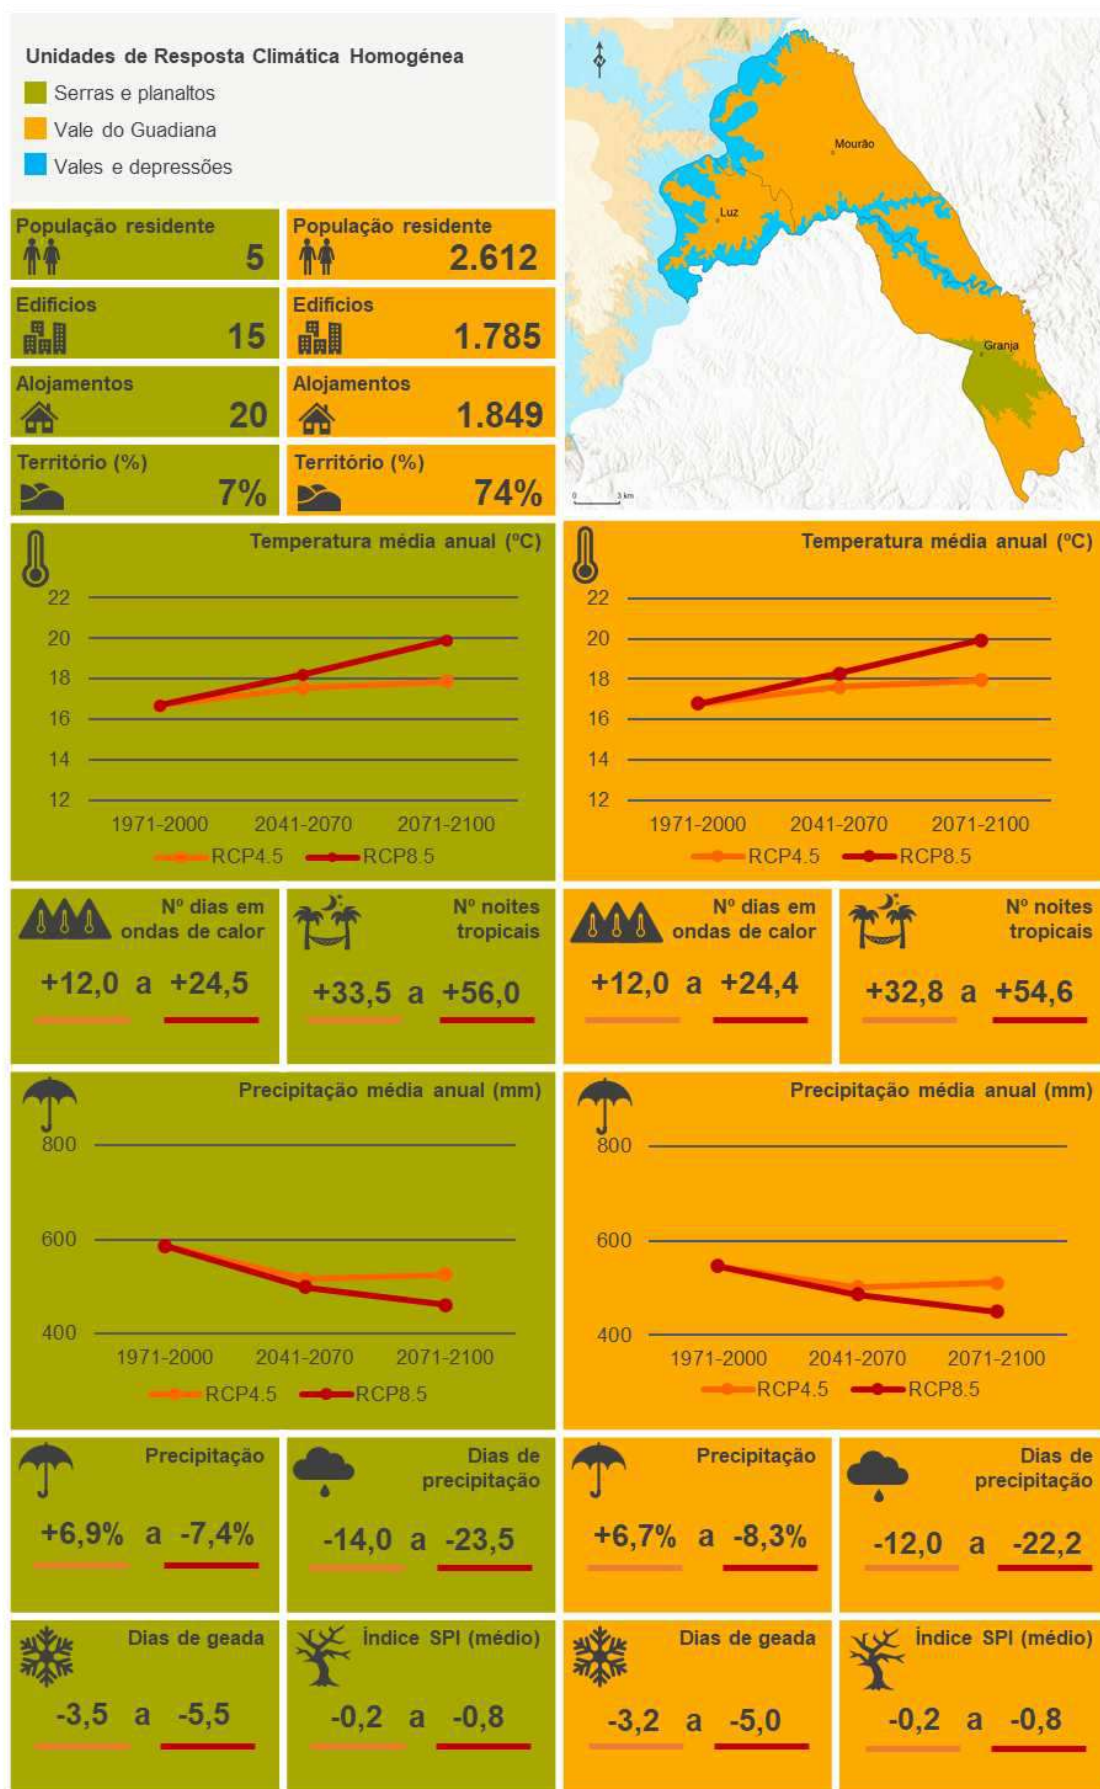 Unidades de Resposta Climática Homogénea
Serras e planaltos
Vale do Guadiana
Vales e depressões
N
Mourão
Luz
Granja
0 3 km
População residente
5
População residente
2.612
Edificios
15
Edificios
1.785
Alojamentos
20
Alojamentos
1.849
Território (%)
7%
Território (%)
74%
Temperatura média anual (ºC)
22
20
18
16
14
12
1971-2000 2041-2070 2071-2100
RCP4.5 RCP8.5
Temperatura média anual (ºC)
22
20
18
16
14
12
1971-2000 2041-2070 2071-2100
RCP4.5 RCP8.5
Nº dias em
ondas de calor
+12,0 a +24,5
Nº noites
tropicais
+33,5 a +56,0
Nº dias em
ondas de calor
+12,0 a +24,4
Nº noites
tropicais
+32,8 a +54,6
Precipitação média anual (mm)
800
600
400
1971-2000 2041-2070 2071-2100
RCP4.5 RCP8.5
Precipitação média anual (mm)
800
600
400
1971-2000 2041-2070 2071-2100
RCP4.5 RCP8.5
Precipitação
+6,9% a -7,4%
Dias de
precipitação
-14,0 a -23,5
Precipitação
+6,7% a -8,3%
Dias de
precipitação
-12,0 a -22,2
Dias de geada
-3,5 a -5,5
Índice SPI (médio)
-0,2 a -0,8
Dias de geada
-3,2 a -5,0
Índice SPI (médio)
-0,2 a -0,8